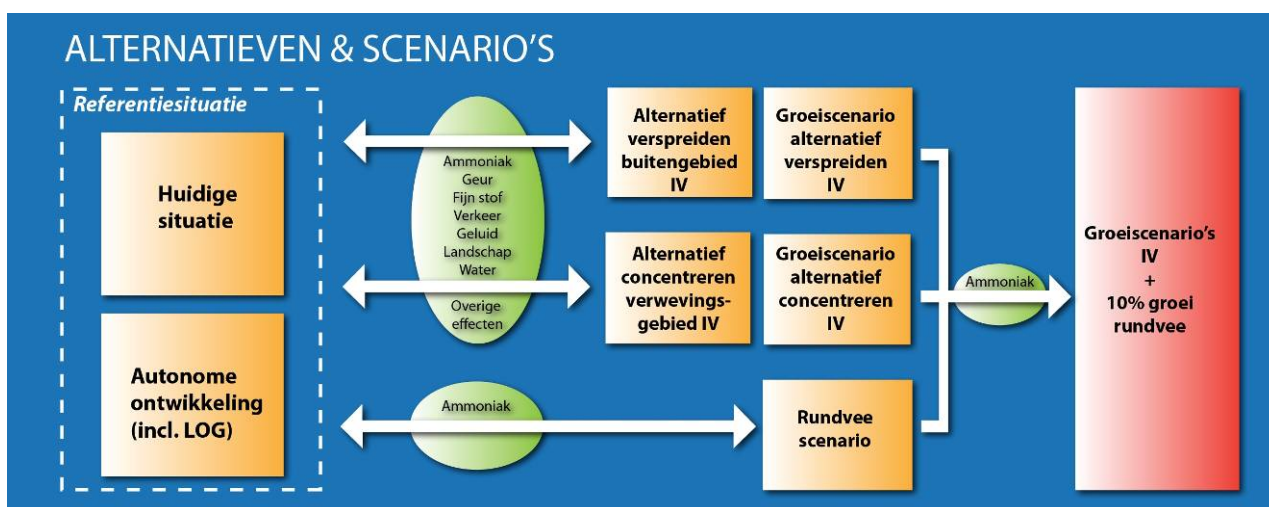 ALTERNATIEVEN & SCENARIO'S
Referentiesituatie
Huidige
situatie
Autonome
ontwikkeling
(incl. LOG)
Ammoniak
Geur
Fijn stof
Verkeer
Geluid
Landschap
Water
Overige
effecten
Ammoniak
Alternatief
verspreiden
buitengebied
IV
Groeiscenario
alternatief
verspreiden
IV
Alternatief
concentreren
verwevings-
gebied IV
Groeiscenario
alternatief
concentreren
IV
Rundvee
scenario
Ammoniak
Groeiscenario's
IV
+
10% groei
rundvee